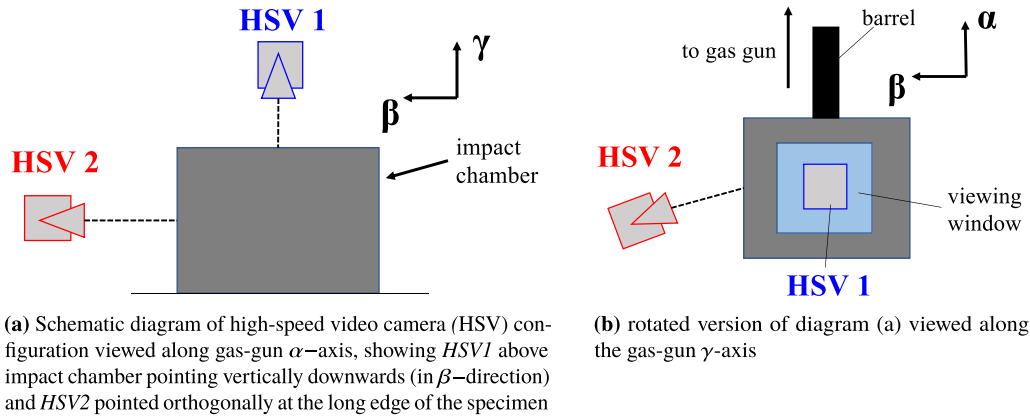 HSV 1
γ
β
HSV 2
impact
chamber
(a) Schematic diagram of high-speed video camera (HSV) con-
figuration viewed along gas-gun α−axis, showing HSV1 above
impact chamber pointing vertically downwards (in β−direction)
and HSV2 pointed orthogonally at the long edge of the specimen
barrel
α
to gas gun
β
HSV 2
viewing
window
HSV 1
(b) rotated version of diagram (a) viewed along
the gas-gun γ-axis